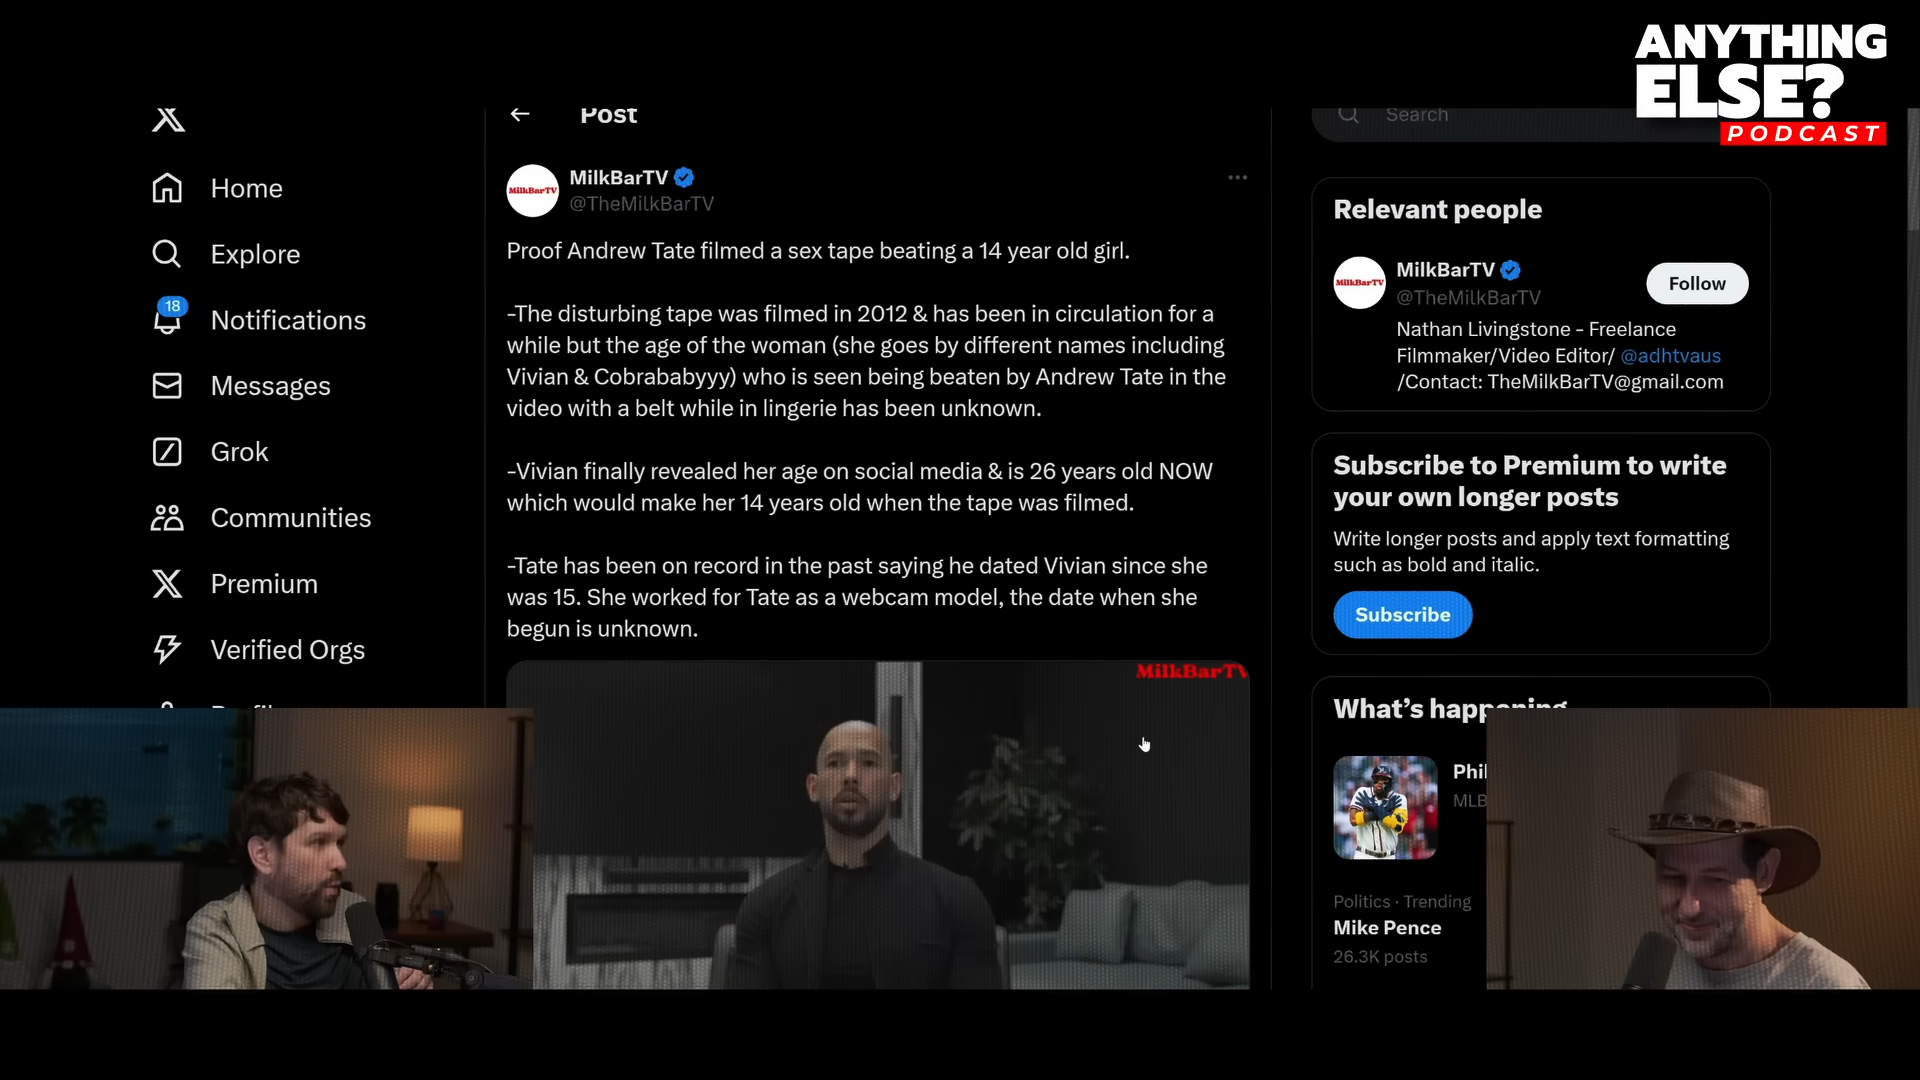 ANYTHING
ELSE?
PODCAST
Home
Explore
18
Notifications
Messages
Grok
Communities
Premium
Verified Orgs
Post
MilkBarTV
MilkBarTV
@TheMilkBarTV
Proof Andrew Tate filmed a sex tape beating a 14 year old girl.
-The disturbing tape was filmed in 2012 & has been in circulation for a
while but the age of the woman (she goes by different names including
Vivian & Cobrababyyy) who is seen being beaten by Andrew Tate in the
video with a belt while in lingerie has been unknown.
-Vivian finally revealed her age on social media & is 26 years old NOW
which would make her 14 years old when the tape was filmed.
-Tate has been on record in the past saying he dated Vivian since she
was 15. She worked for Tate as a webcam model, the date when she
begun is unknown.
MilkBarTV
Search
Relevant people
MilkBarTV
MilkBarTV
@TheMilkBarTV
Follow
Nathan Livingstone - Freelance
Filmmaker/Video Editor/ @adhtvaus
/Contact: TheMilkBarTV@gmail.com
Subscribe to Premium to write
your own longer posts
Write longer posts and apply text formatting
such as bold and italic.
Subscribe
What's happening
Phil
MLB
Politics · Trending
Mike Pence
26.3K posts